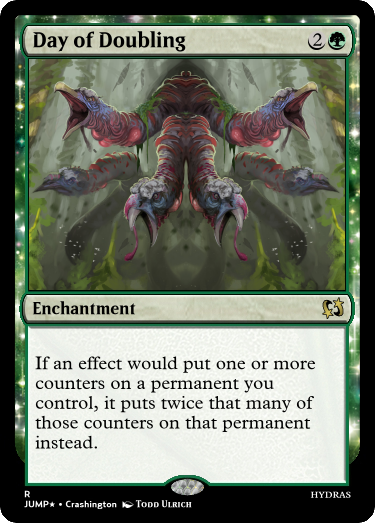 Day of Doubling 2
Enchantment
If an effect would put one or more
counters on a permanent you
control, it puts twice that many of
those counters on that permanent
instead.
R
HYDRAS
JUMP★ • Crashington Todd Ulrich